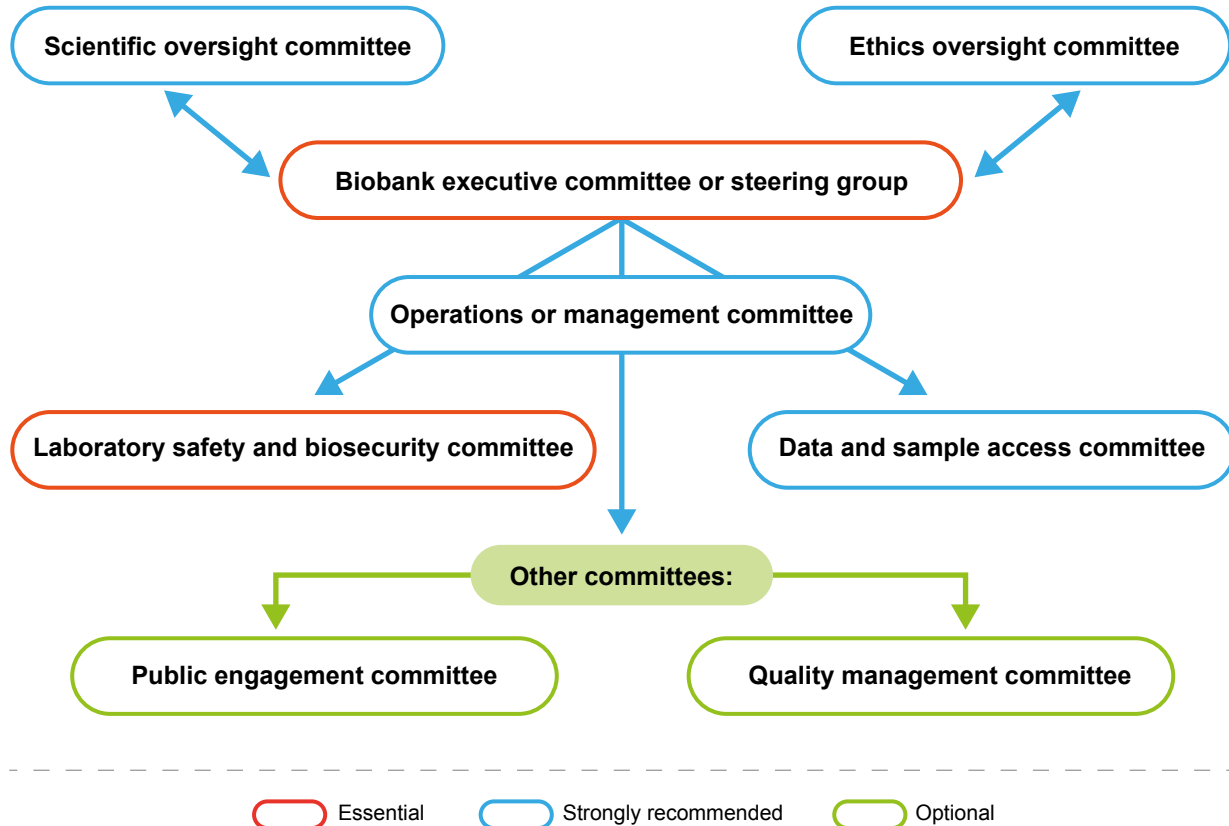 Scientific oversight committee
Ethics oversight committee
Biobank executive committee or steering group
Operations or management committee
Laboratory safety and biosecurity committee
Data and sample access committee
Other committees:
Public engagement committee
Quality management committee
Essential
Strongly recommended
Optional